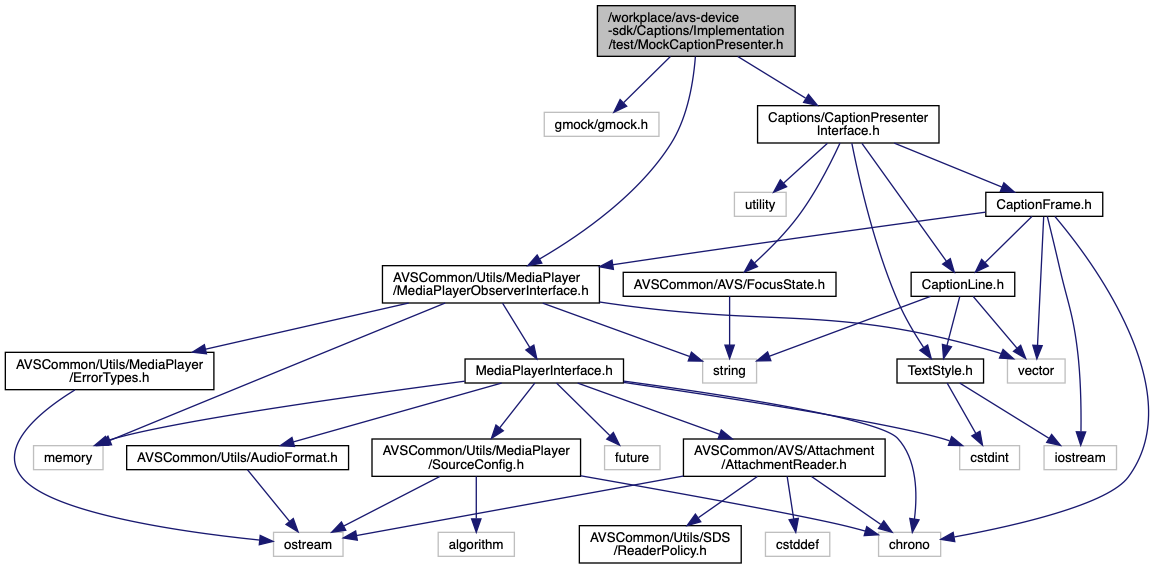 /workplace/avs-device
-sdk/Captions/Implementation
/test/MockCaptionPresenter.h
gmock/gmock.h
Captions/CaptionPresenter
Interface.h
utility
CaptionFrame.h
AVSCommon/Utils/MediaPlayer
/MediaPlayerObserverInterface.h
AVSCommon/AVS/FocusState.h
CaptionLine.h
AVSCommon/Utils/MediaPlayer
/ErrorTypes.h
MediaPlayerInterface.h
string
TextStyle.h
vector
memory
AVSCommon/Utils/AudioFormat.h
AVSCommon/Utils/MediaPlayer
/SourceConfig.h
future
AVSCommon/AVS/Attachment
/AttachmentReader.h
cstdint
iostream
ostream
algorithm
AVSCommon/Utils/SDS
/ReaderPolicy.h
cstddef
chrono